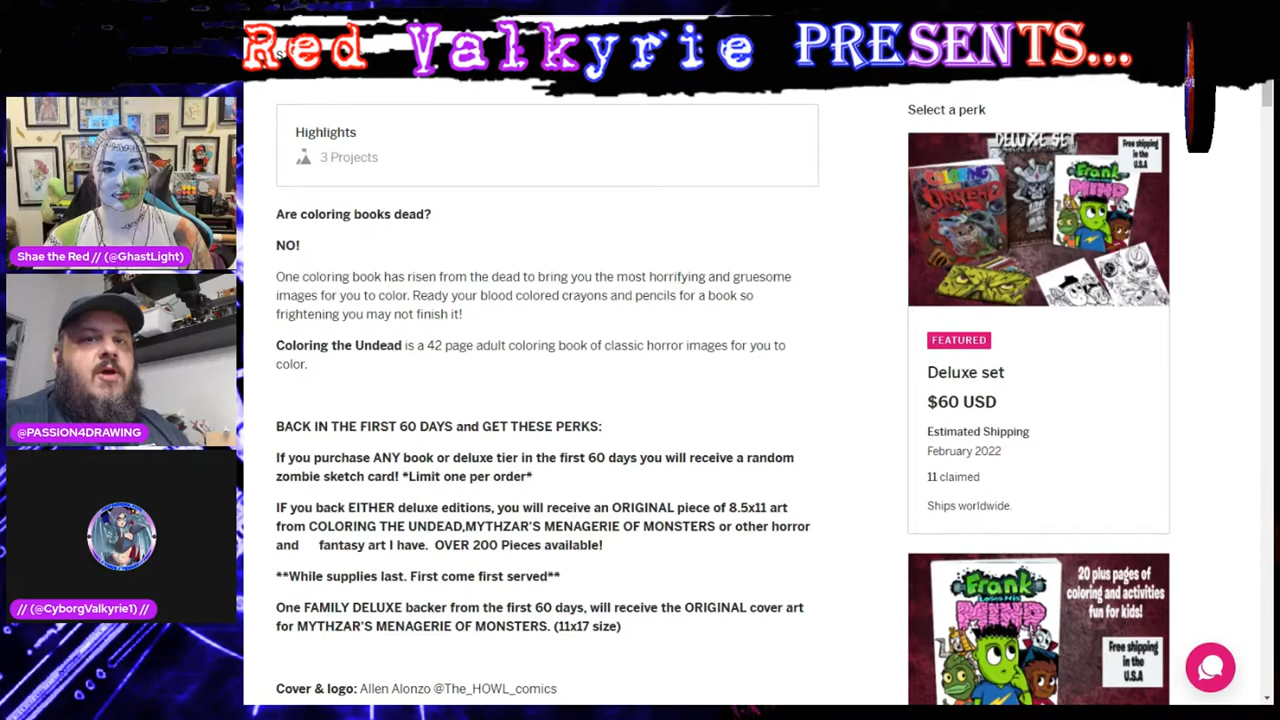 Red Valkyrie PRESENTS...
Shae the Red // (@GhastLight)
@PASSION4DRAWING
// (@CyborgValkyrie1) //
Highlights
3 Projects
Are coloring books dead?
NO!
One coloring book has risen from the dead to bring you the most horrifying and gruesome
images for you to color. Ready your blood colored crayons and pencils for a book so
frightening you may not finish it!
Coloring the Undead is a 42 page adult coloring book of classic horror images for you to
color.
BACK IN THE FIRST 60 DAYS and GET THESE PERKS:
If you purchase ANY book or deluxe tier in the first 60 days you will receive a random
zombie sketch card! *Limit one per order*
IF you back EITHER deluxe editions, you will receive an ORIGINAL piece of 8.5x11 art
from COLORING THE UNDEAD,MYTHZAR'S MENAGERIE OF MONSTERS or other horror
and fantasy art I have. OVER 200 Pieces available!
**While supplies last. First come first served**
One FAMILY DELUXE backer from the first 60 days, will receive the ORIGINAL cover art
for MYTHZAR'S MENAGERIE OF MONSTERS. (11x17 size)
Cover & logo: Allen Alonzo @The_HOWL_comics
Select a perk
DELUXE SET
Free shipping
in the
U.S.A
COLORING
THE
UNDEAD
Frank
Loses His
MIND
FEATURED
Deluxe set
$60 USD
Estimated Shipping
February 2022
11 claimed
Ships worldwide.
Frank
Loses His
MIND
20 plus pages of
coloring and activities
fun for kids!
Free shipping
in the
U.S.A